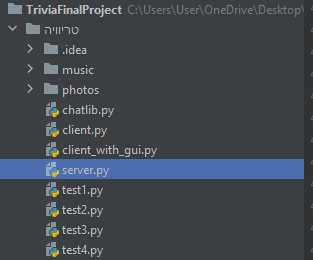 TriviaFinalProject C:\Users\User\OneDrive\Desktop\
טריוויה
.idea
music
photos
chatlib.py
client.py
client_with_gui.py
server.py
test1.py
test2.py
test3.py
test4.py